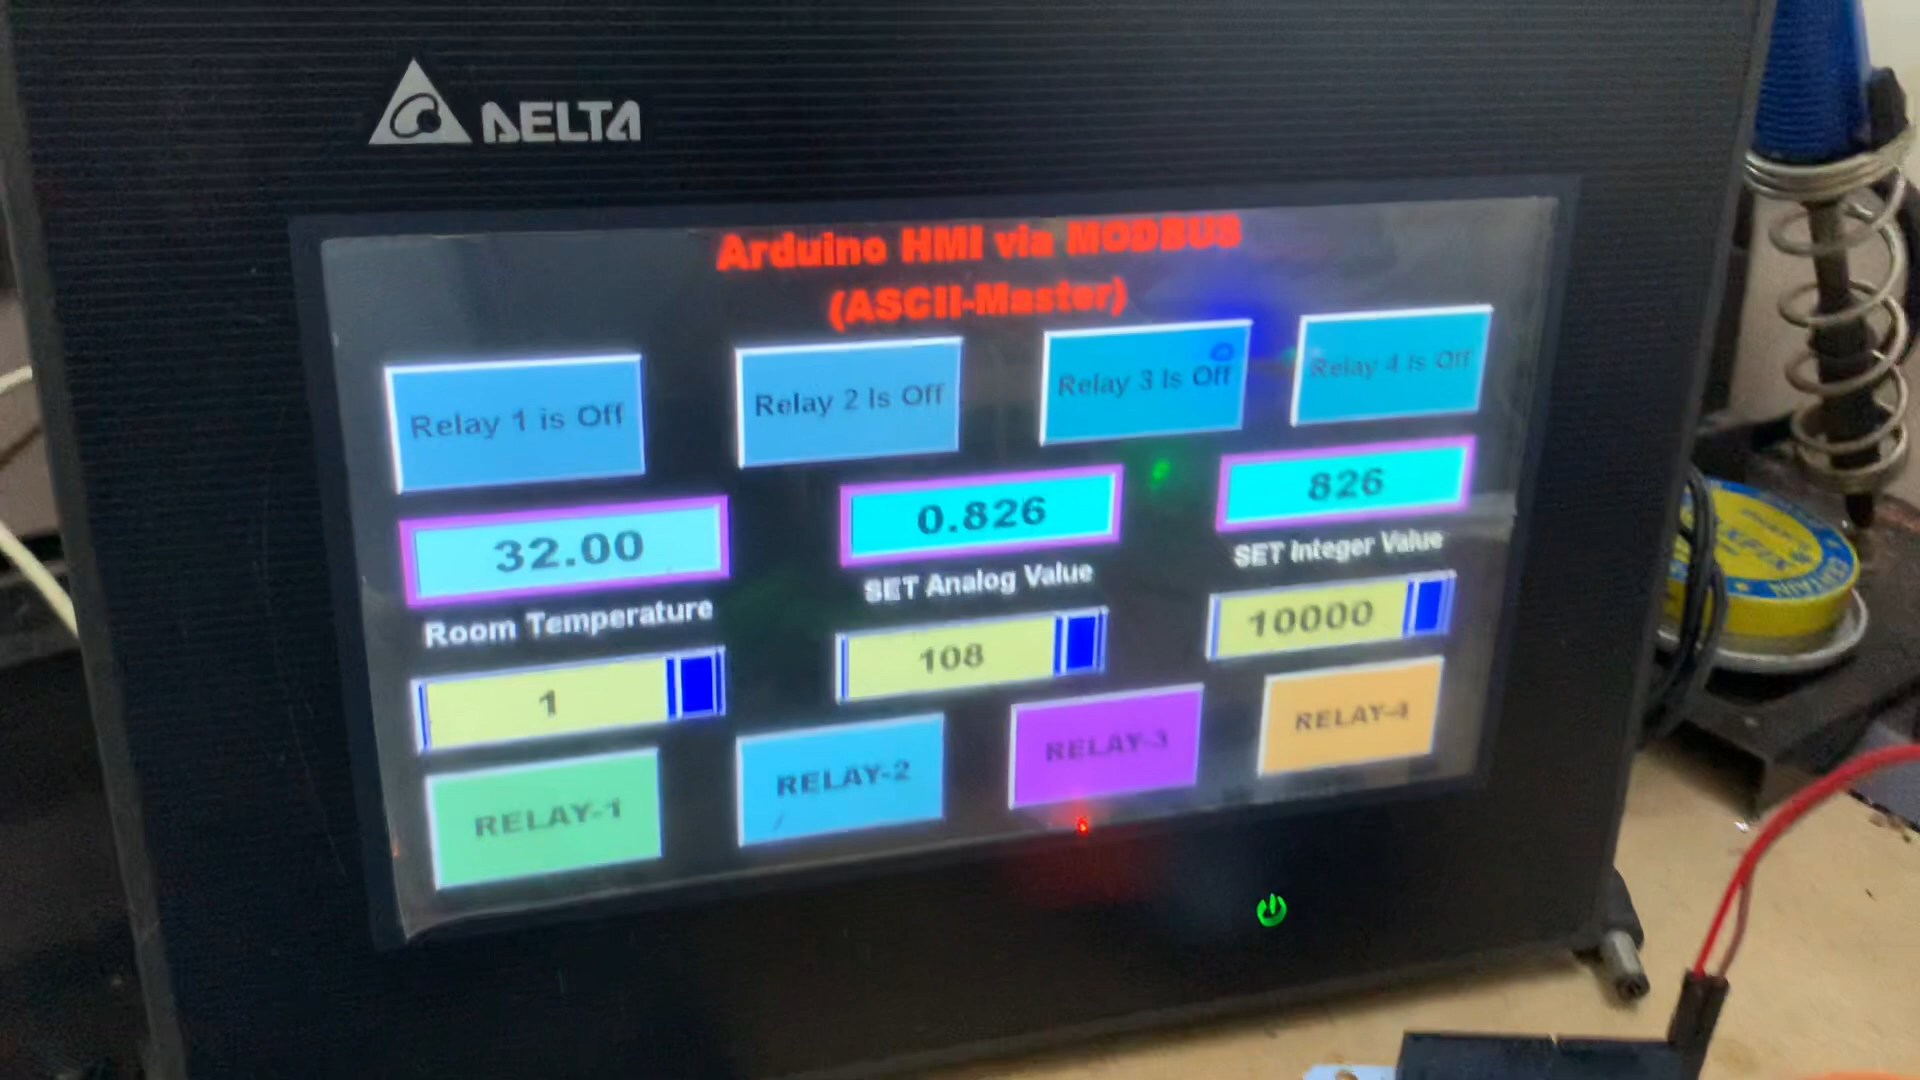 DELTA
Arduino HMI via MODBUS
(ASCII-Master)
Relay 1 is Off
Relay 2 Is Off
Relay 3 Is Off
Relay 4 Is Off
32.00
0.826
826
Room Temperature
SET Analog Value
SET Integer Value
1
108
10000
RELAY-1
RELAY-2
RELAY-3
RELAY-4